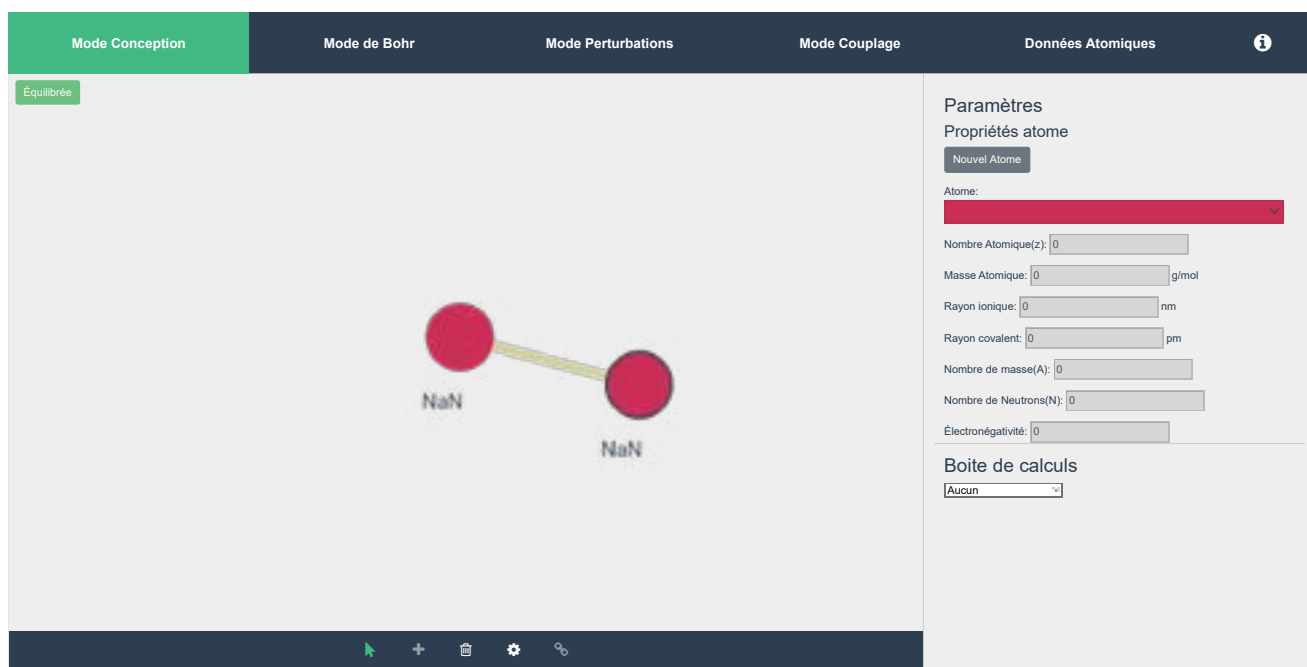 Mode Conception Mode de Bohr Mode Perturbations Mode Couplage Données Atomiques
Équilibrée
NaN
NaN
Paramètres
Propriétés atome
Nouvel Atome
Atome:
Nombre Atomique(z): 0
Masse Atomique: 0 g/mol
Rayon ionique: 0 nm
Rayon covalent: 0 pm
Nombre de masse(A): 0
Nombre de Neutrons(N): 0
Électronégativité: 0
Boite de calculs
Aucun